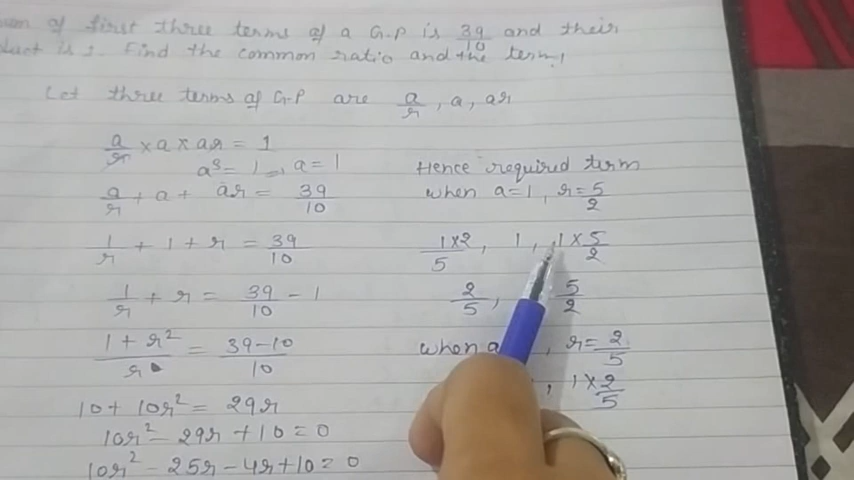 of first three terms of a G.P is 39/10 and their
is 1. Find the common ratio and the term,
Let three terms of G.P are a/r, a, ar
a/r × a × ar = 1
a³ = 1 , a = 1
a/r + a + ar = 39/10
1/r + 1 + r = 39/10
1/r + r = 39/10 - 1
1 + r²/r = 39-10/10
10 + 10r² = 29r
10r² - 29r + 10 = 0
10r² - 25r - 4r + 10 = 0
Hence required term
when a=1, r=5/2
1×2/5, 1, 1×5/2
2/5, 5/2
when a , r=2/5
, 1×2/5